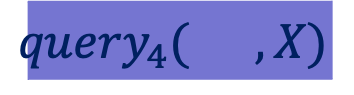 query₄( , X)